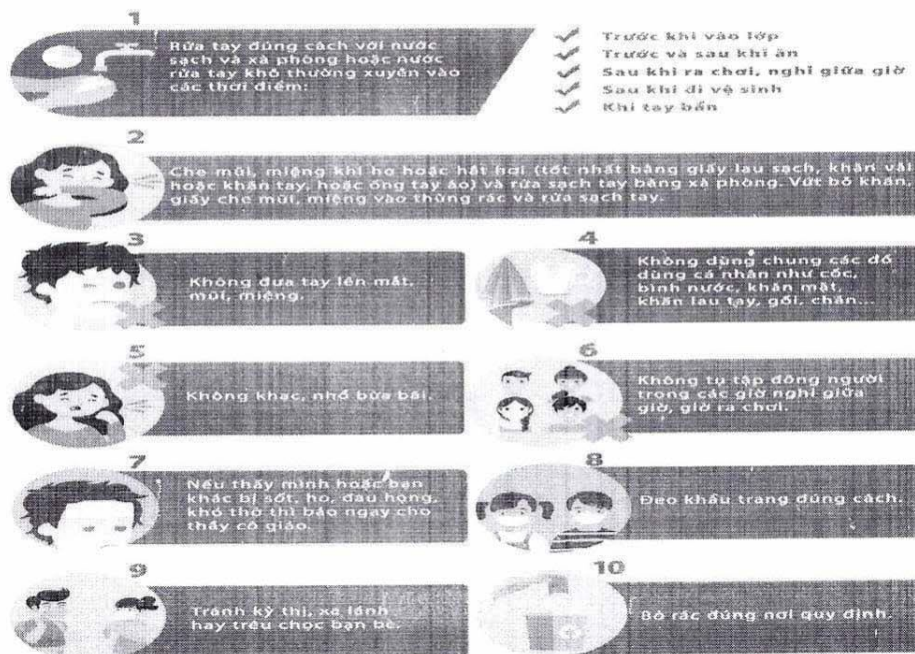 1
Rửa tay đúng cách với nước
sạch và xà phòng hoặc nước
rửa tay khô thường xuyên vào
các thời điểm:
Trước khi vào lớp
Trước và sau khi ăn
Sau khi ra chơi, nghỉ giữa giờ
Sau khi đi vệ sinh
Khi tay bẩn
2
Che mũi, miệng khi ho hoặc hắt hơi (tốt nhất bằng giấy lau sạch, khăn vải
hoặc khăn tay, hoặc ống tay áo) và rửa sạch tay bằng xà phòng. Vứt bỏ khăn,
giấy che mũi, miệng vào thùng rác và rửa sạch tay.
3
Không đưa tay lên mắt,
mũi, miệng.
4
Không dùng chung các đồ
dùng cá nhân như cốc,
bình nước, khăn mặt,
khăn lau tay, gối, chăn...
5
Không khạc, nhổ bừa bãi.
6
Không tụ tập đông người
trong các giờ nghỉ giữa
giờ, giờ ra chơi.
7
Nếu thấy mình hoặc bạn
khác bị sốt, ho, đau họng,
khó thở thì báo ngay cho
thầy cô giáo.
8
Đeo khẩu trang đúng cách.
9
Tránh kỳ thị, xa lánh
hay trêu chọc bạn bè.
10
Bỏ rác đúng nơi quy định.